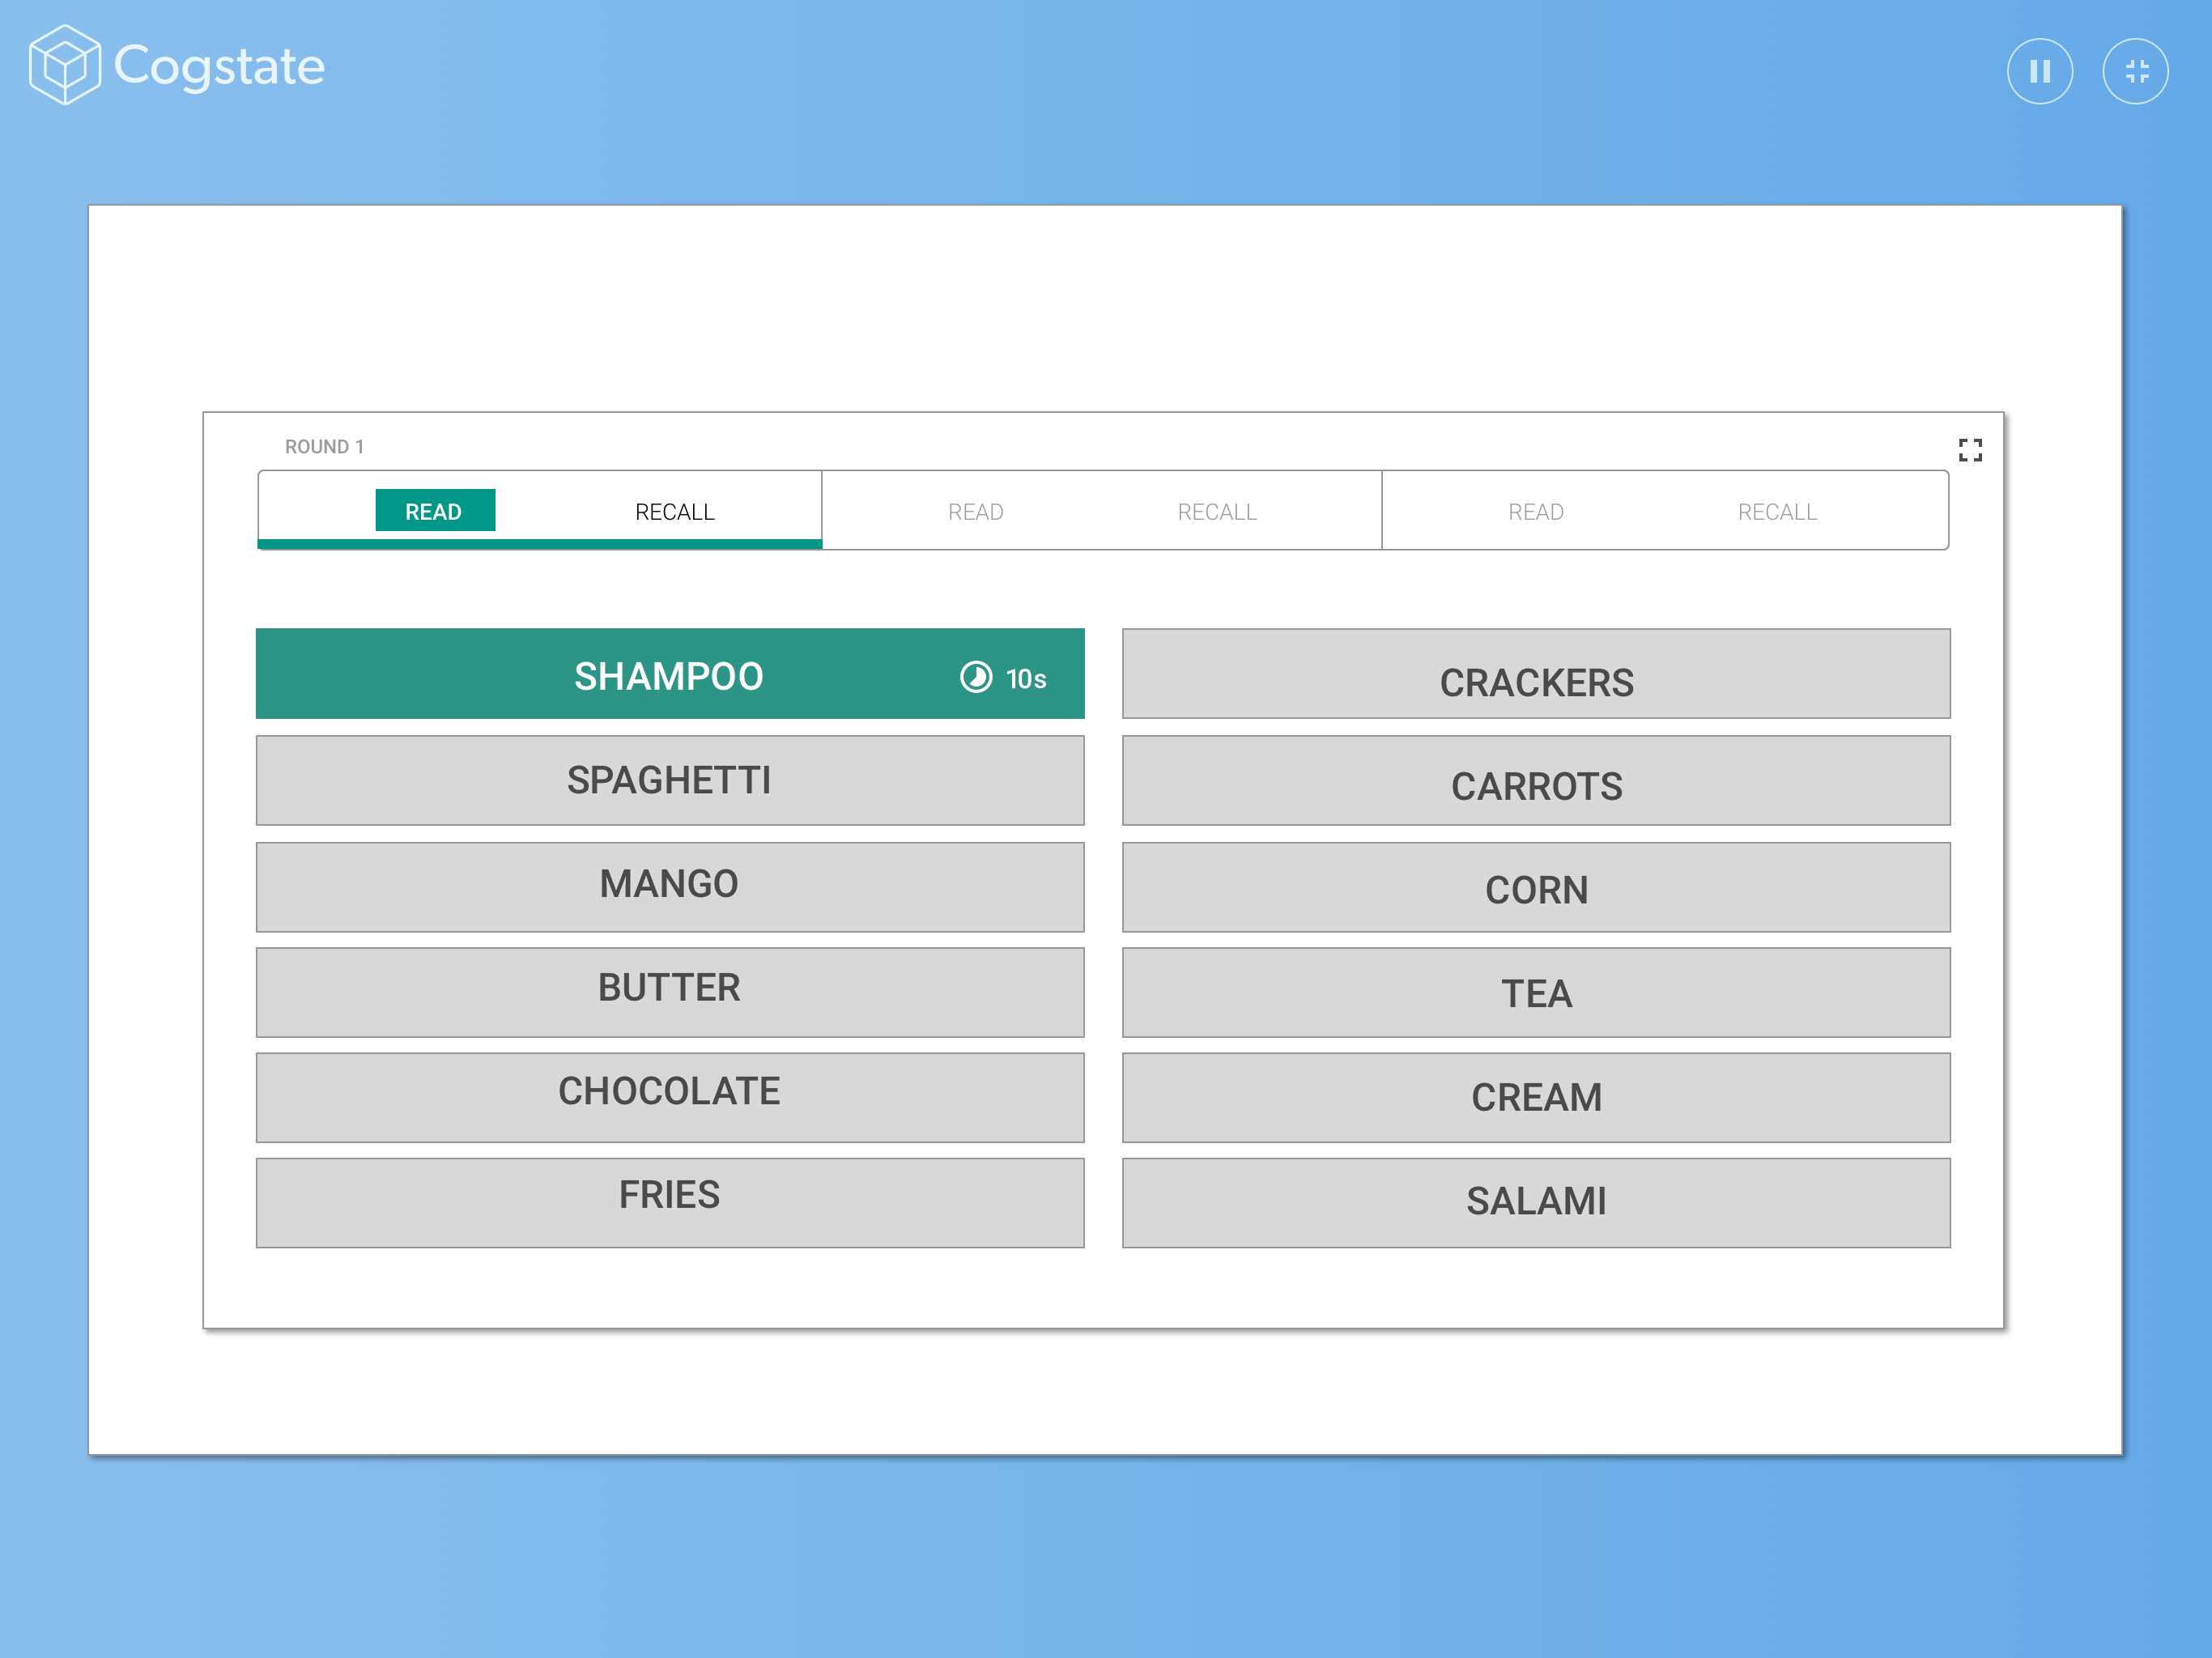 Cogstate
ROUND 1
READ RECALL READ RECALL READ RECALL
SHAMPOO 10s
SPAGHETTI
MANGO
BUTTER
CHOCOLATE
FRIES
CRACKERS
CARROTS
CORN
TEA
CREAM
SALAMI